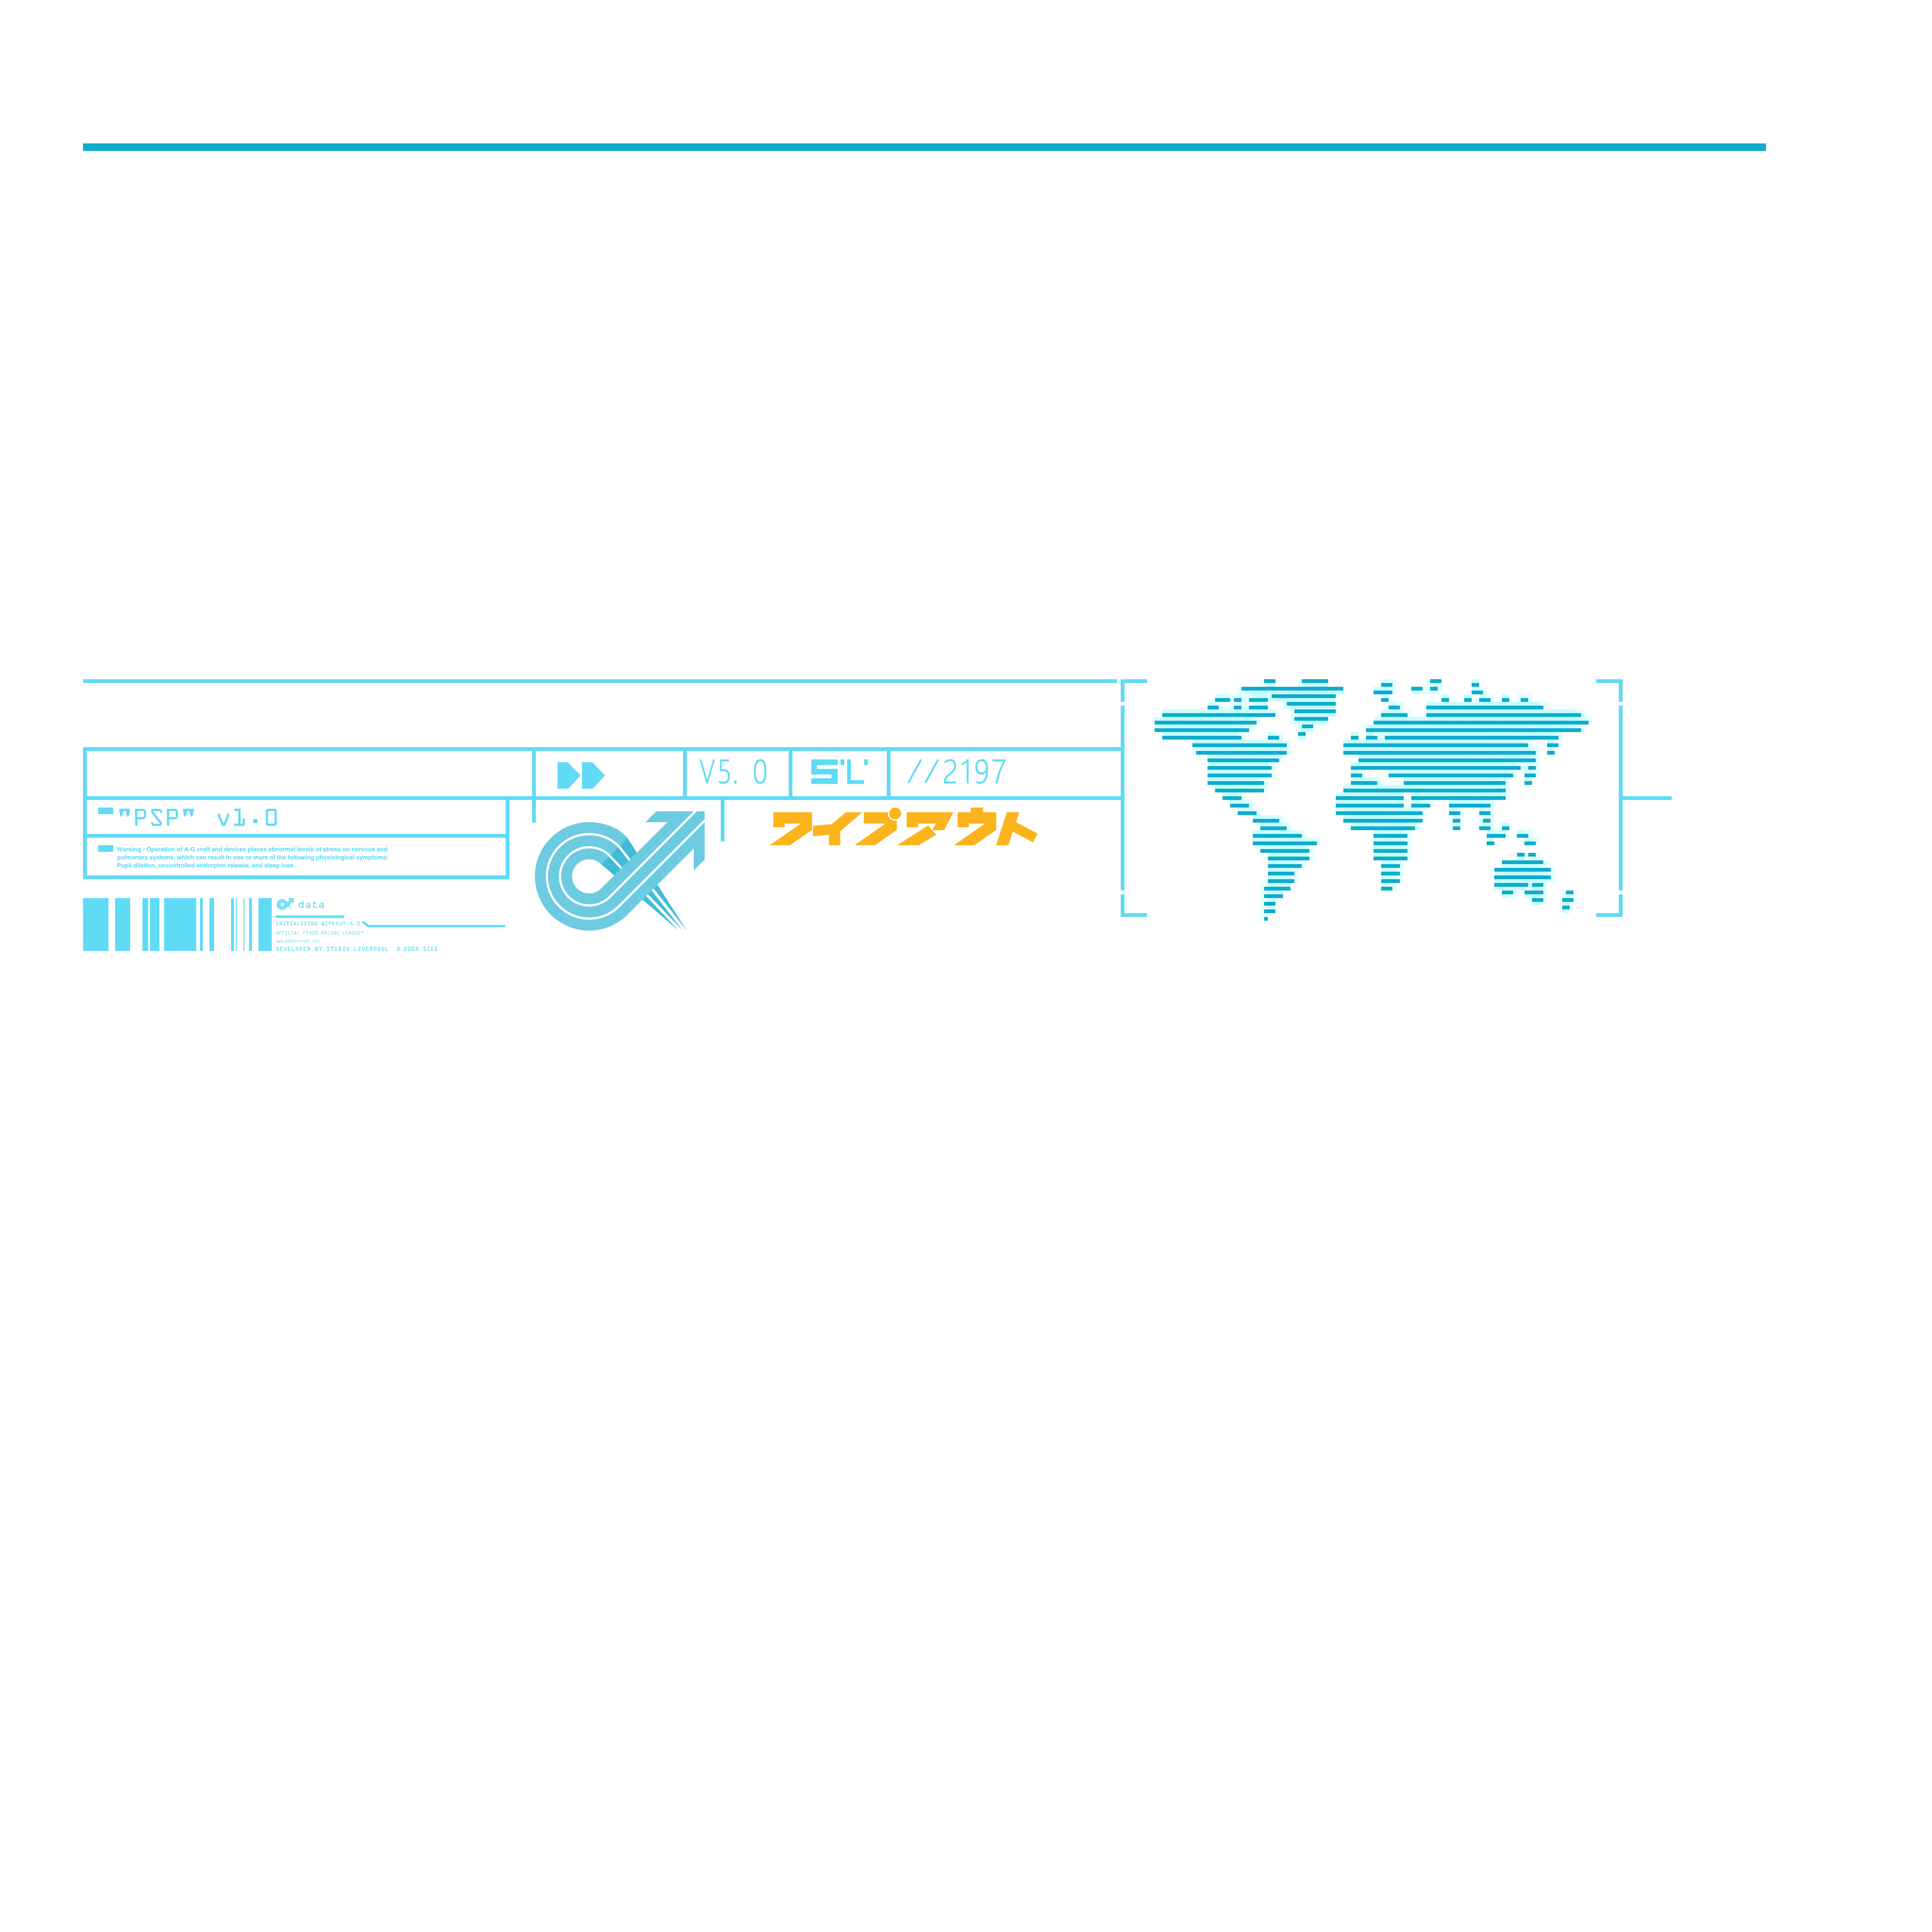 V5.0
S'L'
//2197
"PSP" v1.0
ワイプアウト
Warning : Operation of A-G craft and devices places abnormal levels of stress on nervous and
pulmonary systems, which can result in one or more of the following physiological symptoms:
Pupil dilation, uncontrolled endorphin release, and sleep loss
data
INITIALIZING WIPEOUT 5.0
OFFICIAL FX300 RACING LEAGUE
DEVELOPED BY STUDIO LIVERPOOL © 2005 SCEE